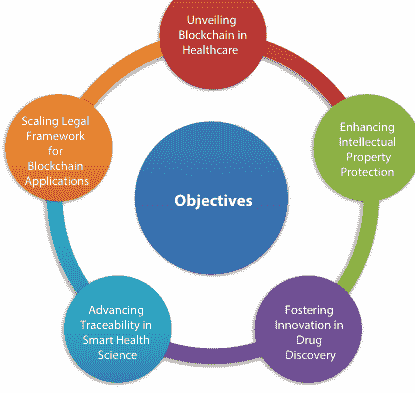 Unveiling
Blockchain in
Healthcare
Enhancing
Intellectual
Property
Protection
Fostering
Innovation in
Drug
Discovery
Advancing
Traceability in
Smart Health
Science
Scaling Legal
Framework
for
Blockchain
Applications
Objectives